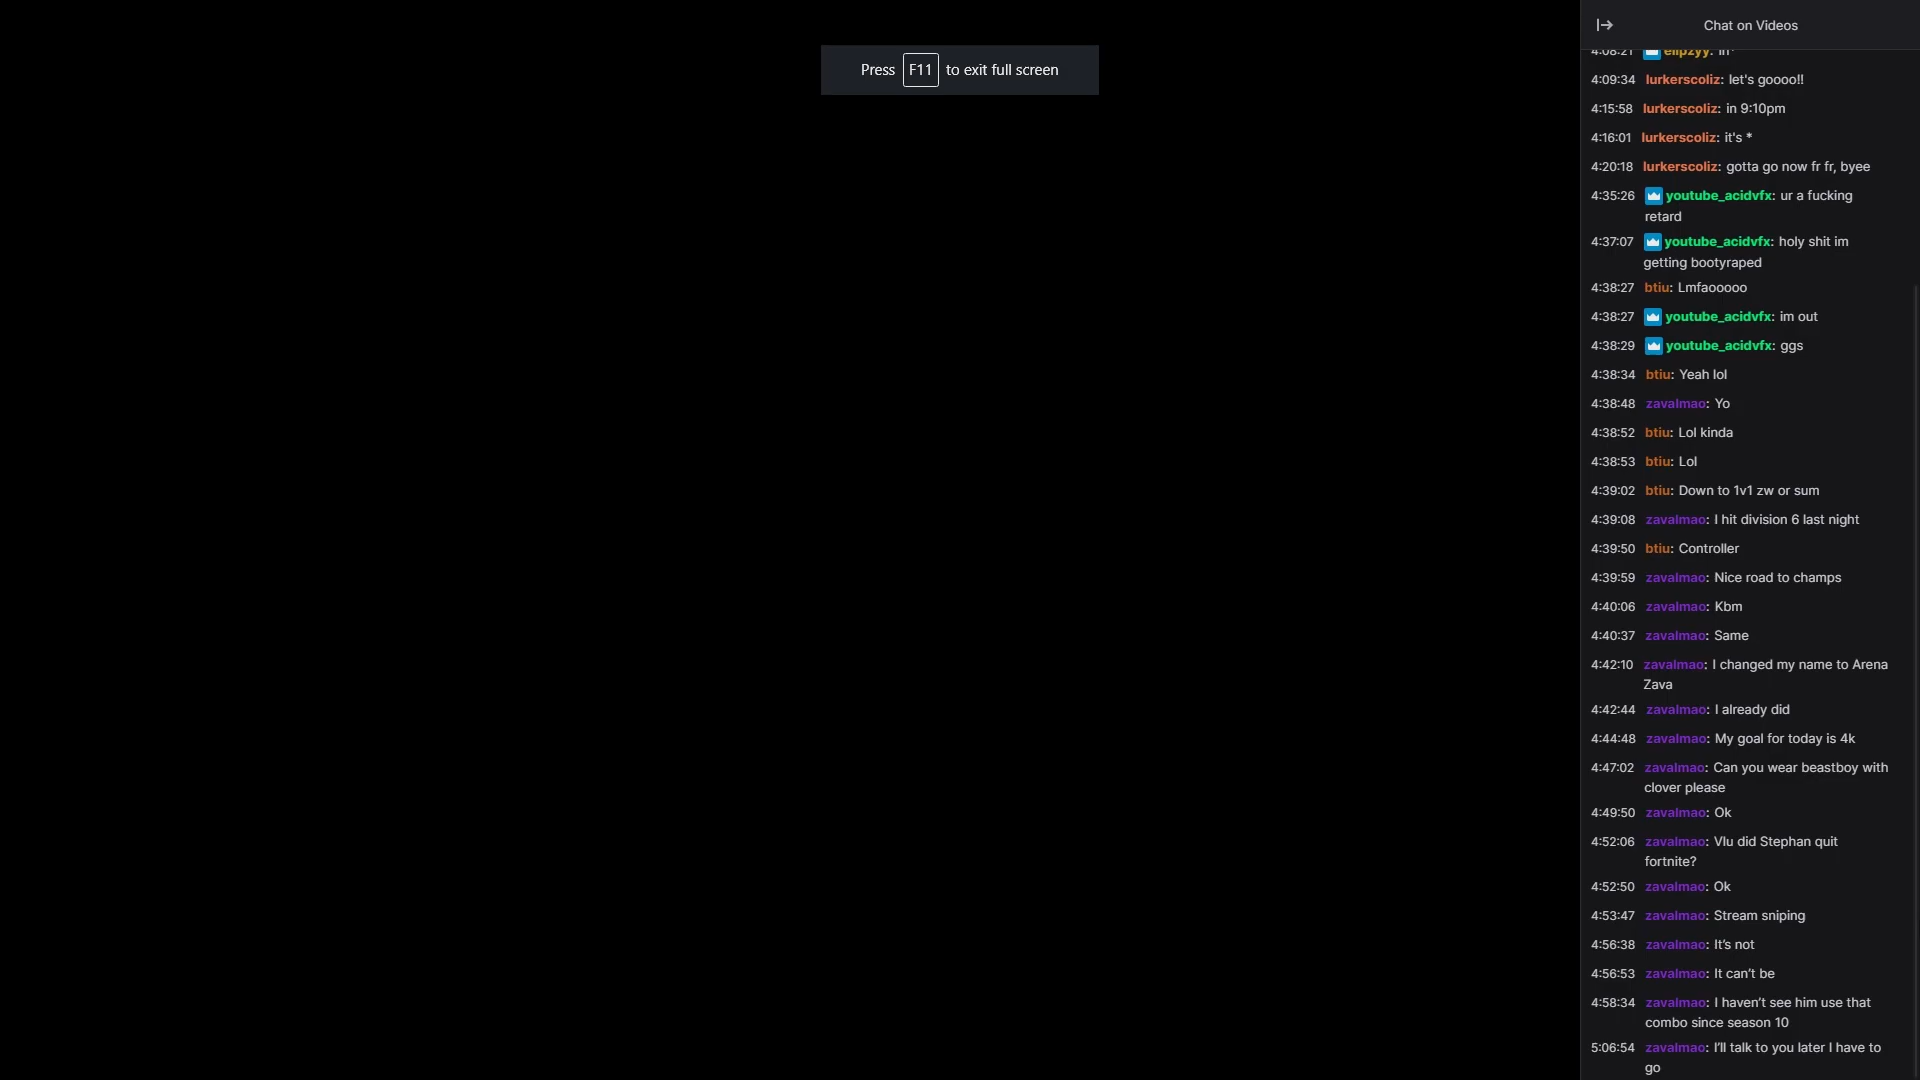 Chat on Videos
Press F11 to exit full screen
4:08:21 elipzyy: in*
4:09:34 lurkerscoliz: let's goooo!!
4:15:58 lurkerscoliz: in 9:10pm
4:16:01 lurkerscoliz: it's *
4:20:18 lurkerscoliz: gotta go now fr fr, byee
4:35:26 youtube_acidvfx: ur a fucking
retard
4:37:07 youtube_acidvfx: holy shit im
getting bootyraped
4:38:27 btiu: Lmfaooooo
4:38:27 youtube_acidvfx: im out
4:38:29 youtube_acidvfx: ggs
4:38:34 btiu: Yeah lol
4:38:48 zavalmao: Yo
4:38:52 btiu: Lol kinda
4:38:53 btiu: Lol
4:39:02 btiu: Down to 1v1 zw or sum
4:39:08 zavalmao: I hit division 6 last night
4:39:50 btiu: Controller
4:39:59 zavalmao: Nice road to champs
4:40:06 zavalmao: Kbm
4:40:37 zavalmao: Same
4:42:10 zavalmao: I changed my name to Arena
Zava
4:42:44 zavalmao: I already did
4:44:48 zavalmao: My goal for today is 4k
4:47:02 zavalmao: Can you wear beastboy with
clover please
4:49:50 zavalmao: Ok
4:52:06 zavalmao: Vlu did Stephan quit
fortnite?
4:52:50 zavalmao: Ok
4:53:47 zavalmao: Stream sniping
4:56:38 zavalmao: It’s not
4:56:53 zavalmao: It can’t be
4:58:34 zavalmao: I haven’t see him use that
combo since season 10
5:06:54 zavalmao: I’ll talk to you later I have to
go